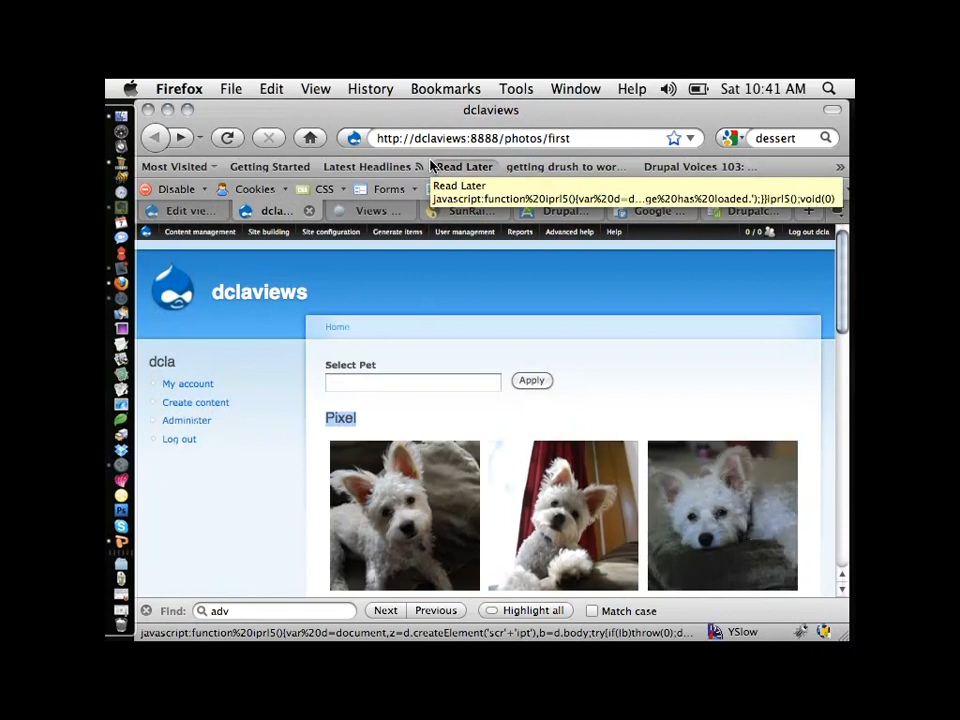 Firefox File Edit View History Bookmarks Tools Window Help Sat 10:41 AM
dclaviews
http://dclaviews:8888/photos/first dessert
Most Visited Getting Started Latest Headlines Read Later getting drush to wor... Drupal Voices 103: ...
Disable Cookies CSS Forms
Read Later
Javascript:function%20iprl5(){var%20d=d...ge%20has%20loaded.');}}iprl5();void(0)
Edit vie... dcla... Views ... SunRai... Drupal... Google ... Drupalc...
Content management Site building Site configuration Generate items User management Reports Advanced help Help 0 / 0 Log out dcla
dclaviews
Home
dcla
My account
Create content
Administer
Log out
Select Pet
Apply
Pixel
Find: adv Next Previous Highlight all Match case
javascript:function%20iprl5(){var%20d=document,z=d.createElement('scr'+'ipt'),b=d.body;try{if(!b)throw(0);d... YSlow